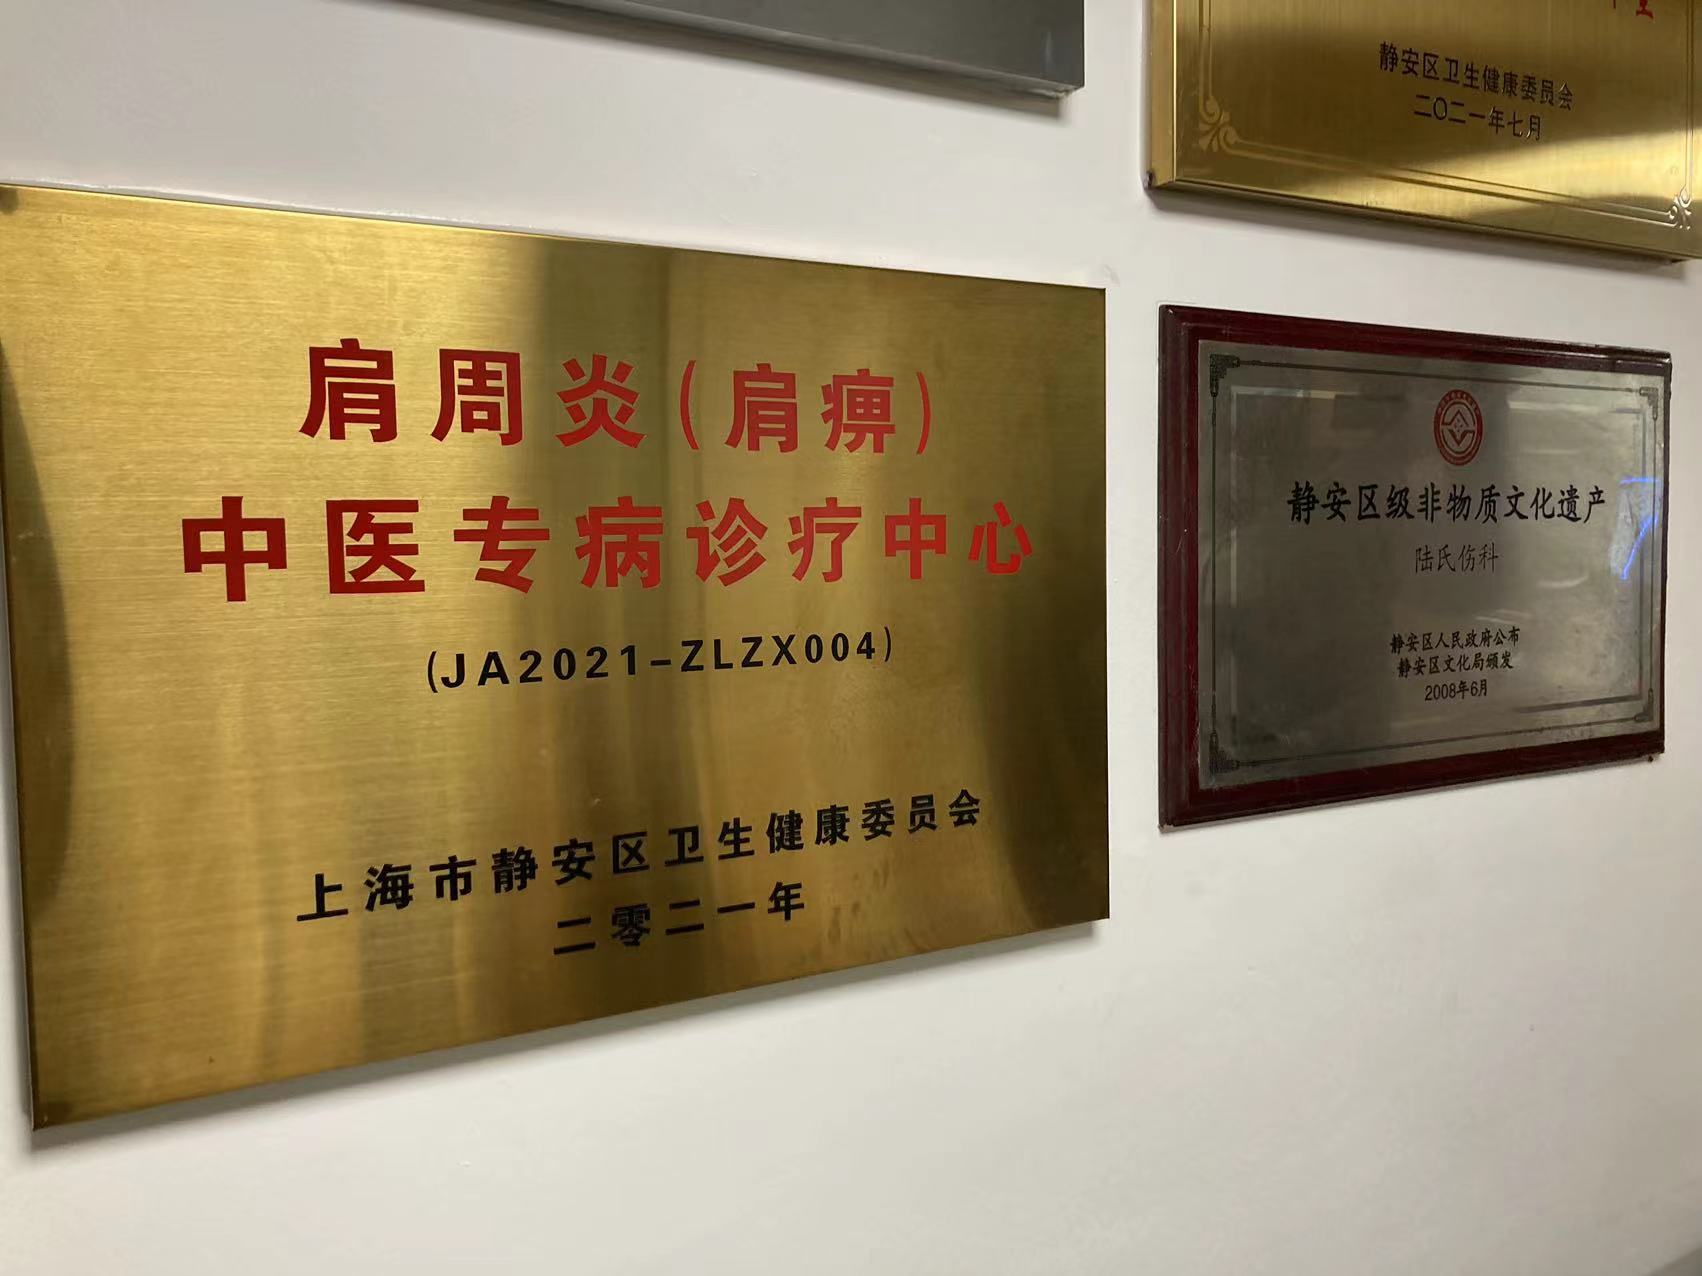 静安区卫生健康委员会
二〇二一年七月
肩周炎(肩痹)
中医专病诊疗中心
(JA2021-ZLZX004)
上海市静安区卫生健康委员会
二零二一年
静安区级非物质文化遗产
陆氏伤科
静安区人民政府公布
静安区文化局颁发
2008年6月